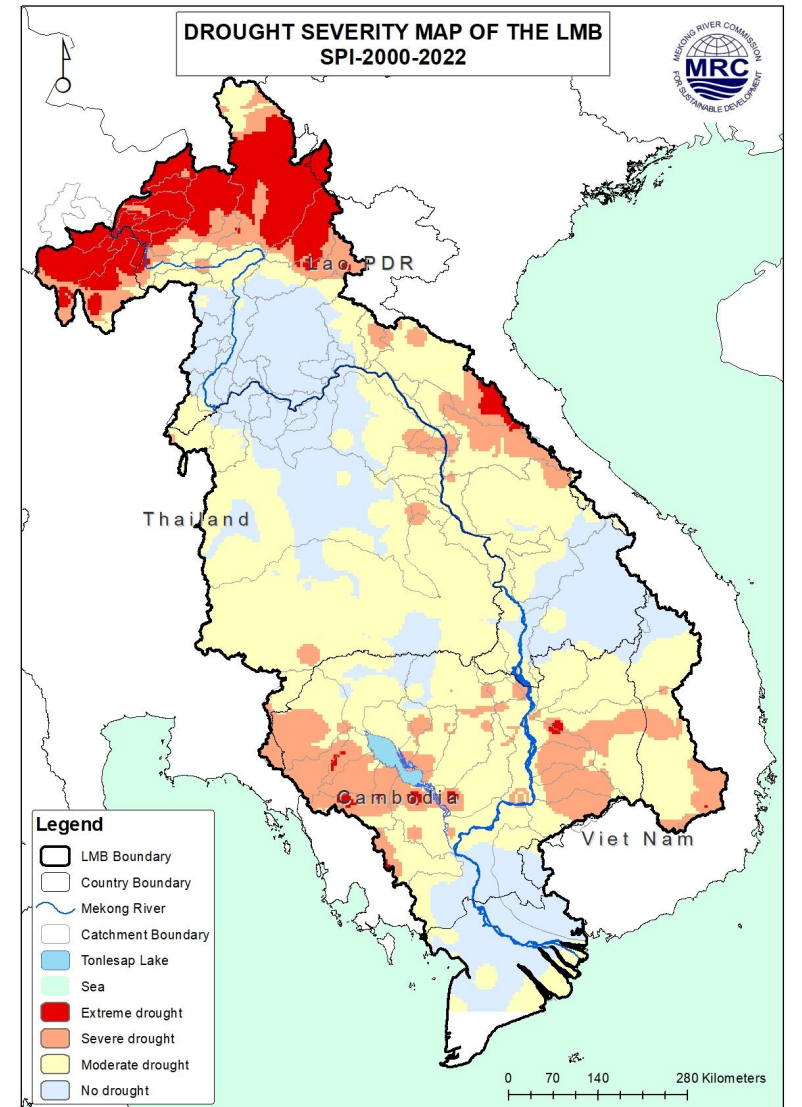 DROUGHT SEVERITY MAP OF THE LMB
SPI-2000-2022
MEKONG RIVER COMMISSION
MRC
FOR SUSTAINABLE DEVELOPMENT
Lao PDR
Thailand
Cambodia
Viet Nam
Legend
LMB Boundary
Country Boundary
Mekong River
Catchment Boundary
Tonlesap Lake
Sea
Extreme drought
Severe drought
Moderate drought
No drought
0 70 140 280 Kilometers